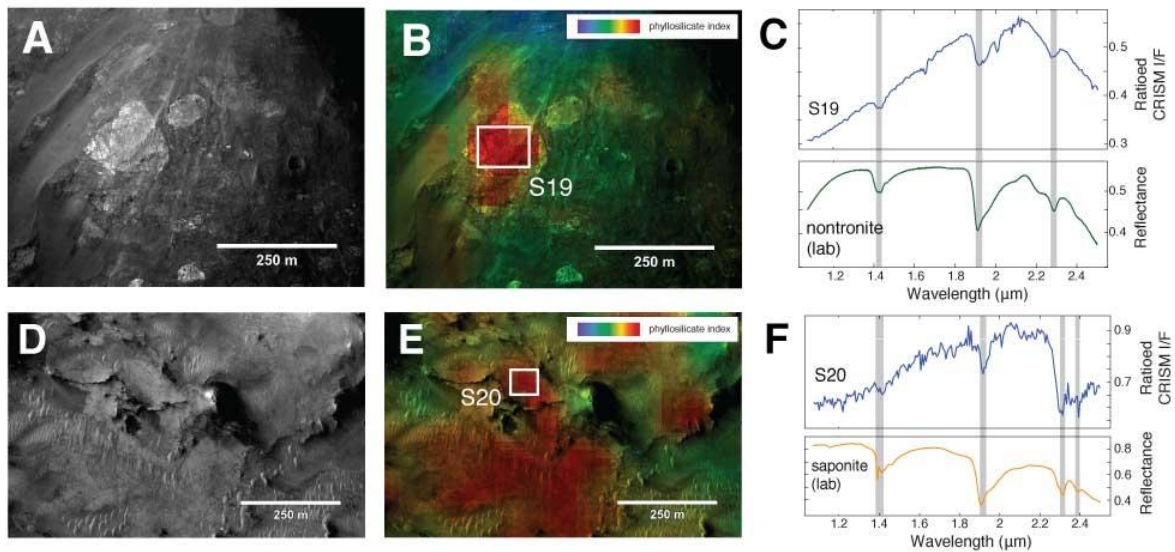 A
250 m
B
phyllosilicate index
S19
250 m
C
S19
0.5
0.4
0.3
Ratioed
CRISM I/F
nontronite
(lab)
0.5
0.4
Reflectance
1.2 1.4 1.6 1.8 2 2.2 2.4
Wavelength (μm)
D
250 m
E
phyllosilicate index
S20
250 m
F
S20
0.9
0.7
Ratioed
CRISM I/F
saponite
(lab)
0.8
0.6
0.4
Reflectance
1.2 1.4 1.6 1.8 2 2.2 2.4
Wavelength (μm)